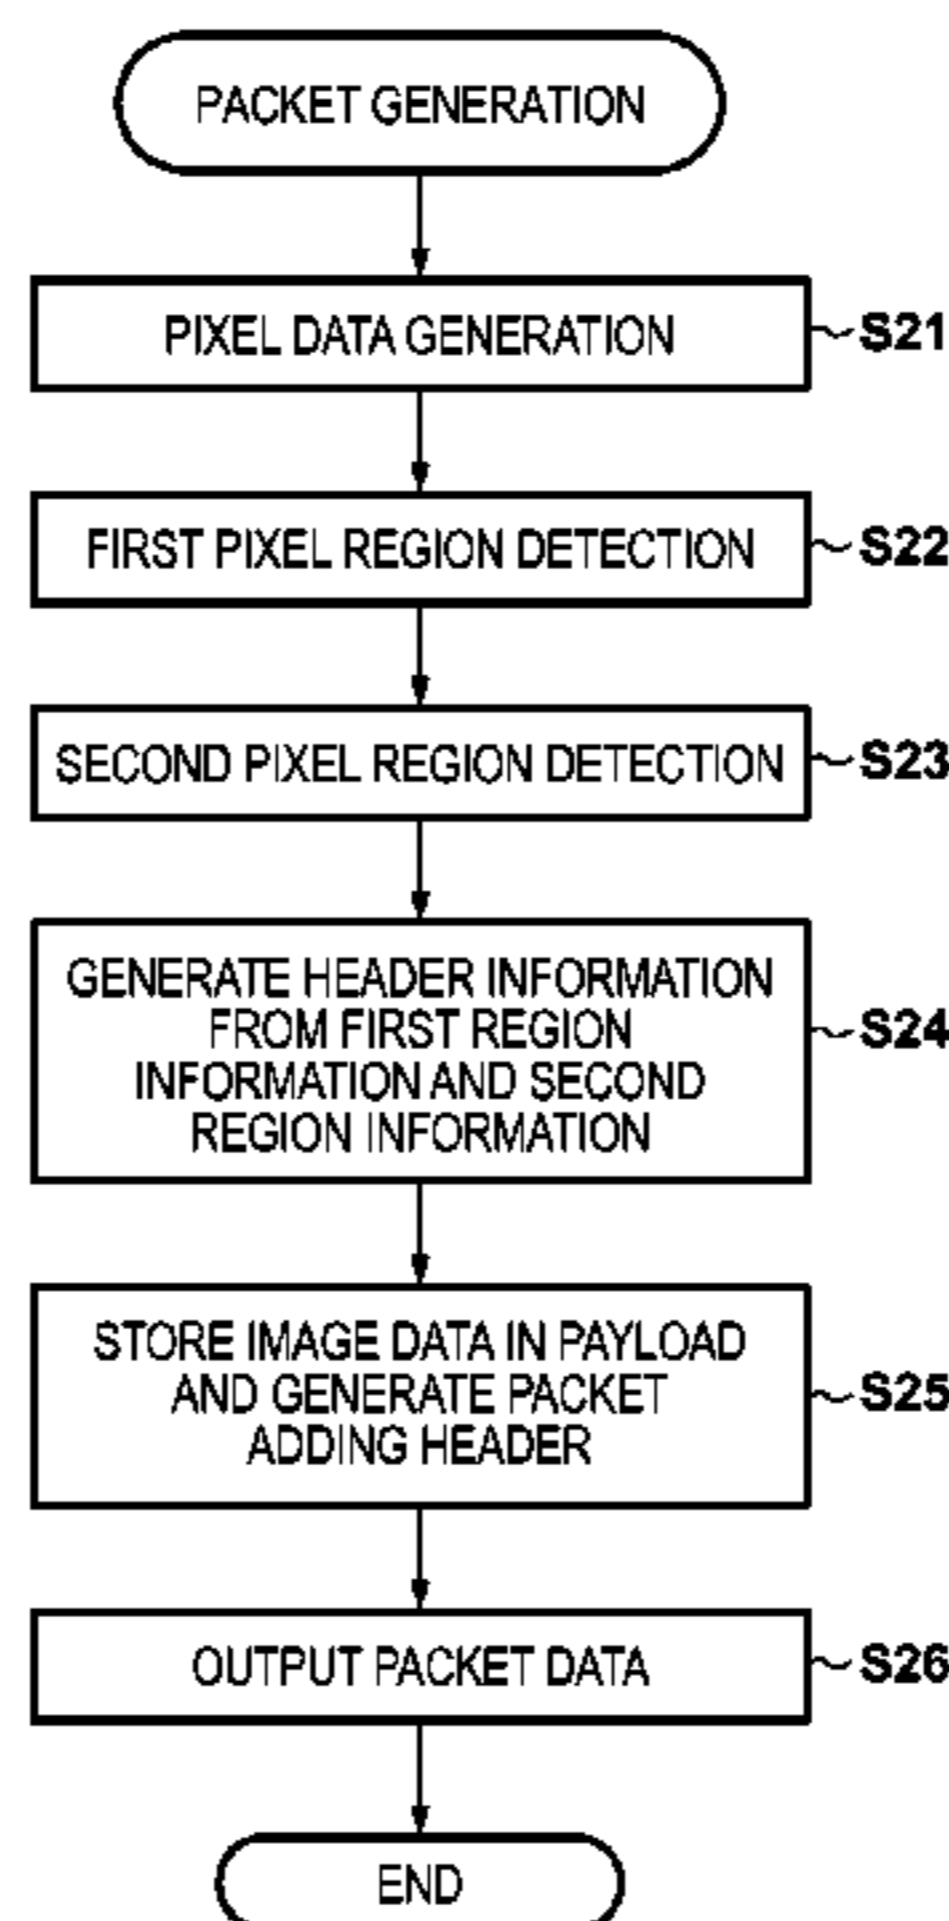 PACKET GENERATION
PIXEL DATA GENERATION
S21
FIRST PIXEL REGION DETECTION
S22
SECOND PIXEL REGION DETECTION
S23
GENERATE HEADER INFORMATION
FROM FIRST REGION
INFORMATION AND SECOND
REGION INFORMATION
S24
STORE IMAGE DATA IN PAYLOAD
AND GENERATE PACKET
ADDING HEADER
S25
OUTPUT PACKET DATA
S26
END